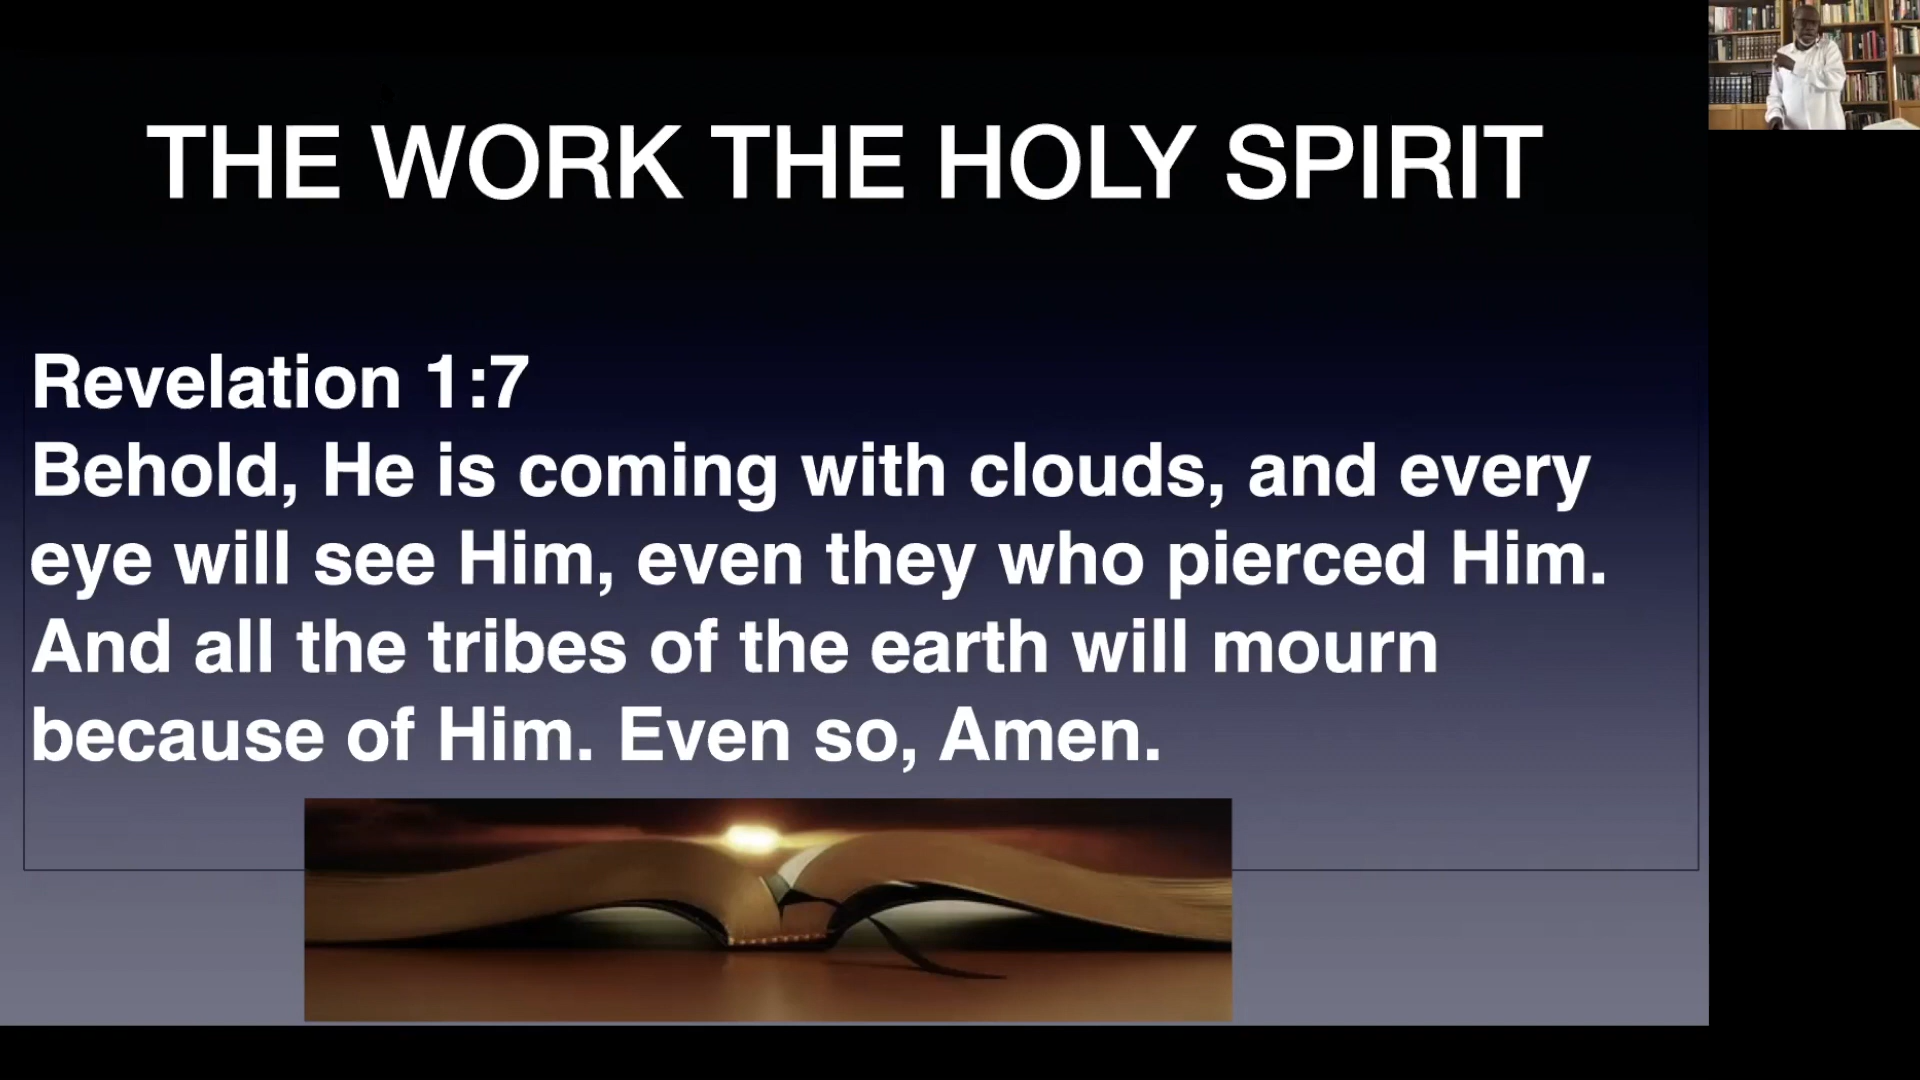 THE WORK THE HOLY SPIRIT
Revelation 1:7
Behold, He is coming with clouds, and every
eye will see Him, even they who pierced Him.
And all the tribes of the earth will mourn
because of Him. Even so, Amen.